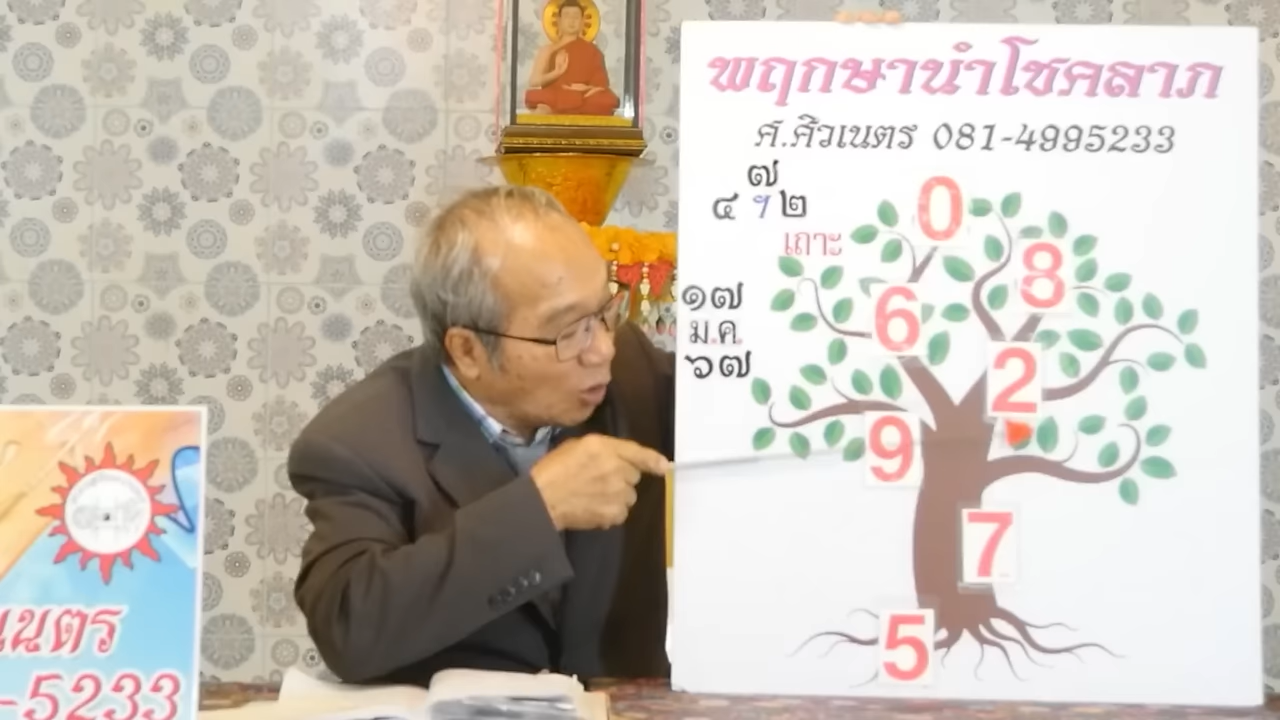 พฤกษานำโชคลาภ
ศ.ศิวเนตร 081-4995233
๗
๔ ฯ ๒
เถาะ
๑๗
ม.ค.
๖๗
0
8
6
2
9
7
5
เนตร
-5233